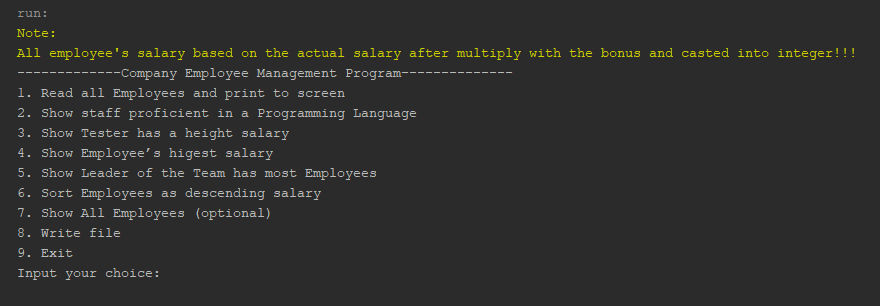 run:
Note:
All employee's salary based on the actual salary after multiply with the bonus and casted into integer!!!
-------------Company Employee Management Program--------------
1. Read all Employees and print to screen
2. Show staff proficient in a Programming Language
3. Show Tester has a height salary
4. Show Employee’s higest salary
5. Show Leader of the Team has most Employees
6. Sort Employees as descending salary
7. Show All Employees (optional)
8. Write file
9. Exit
Input your choice: